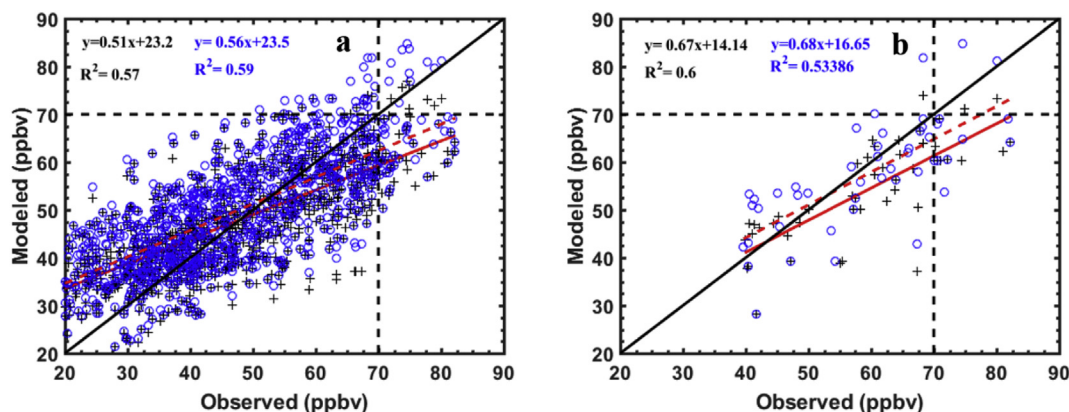 90
80
70
60
50
40
30
20
Modeled (ppbv)
y=0.51x+23.2 y= 0.56x+23.5 a
R²= 0.57 R²= 0.59
20 30 40 50 60 70 80 90
Observed (ppbv)
90
80
70
60
50
40
30
20
Modeled (ppbv)
y= 0.67x+14.14 y=0.68x+16.65 b
R²= 0.6 R²= 0.53386
20 30 40 50 60 70 80 90
Observed (ppbv)